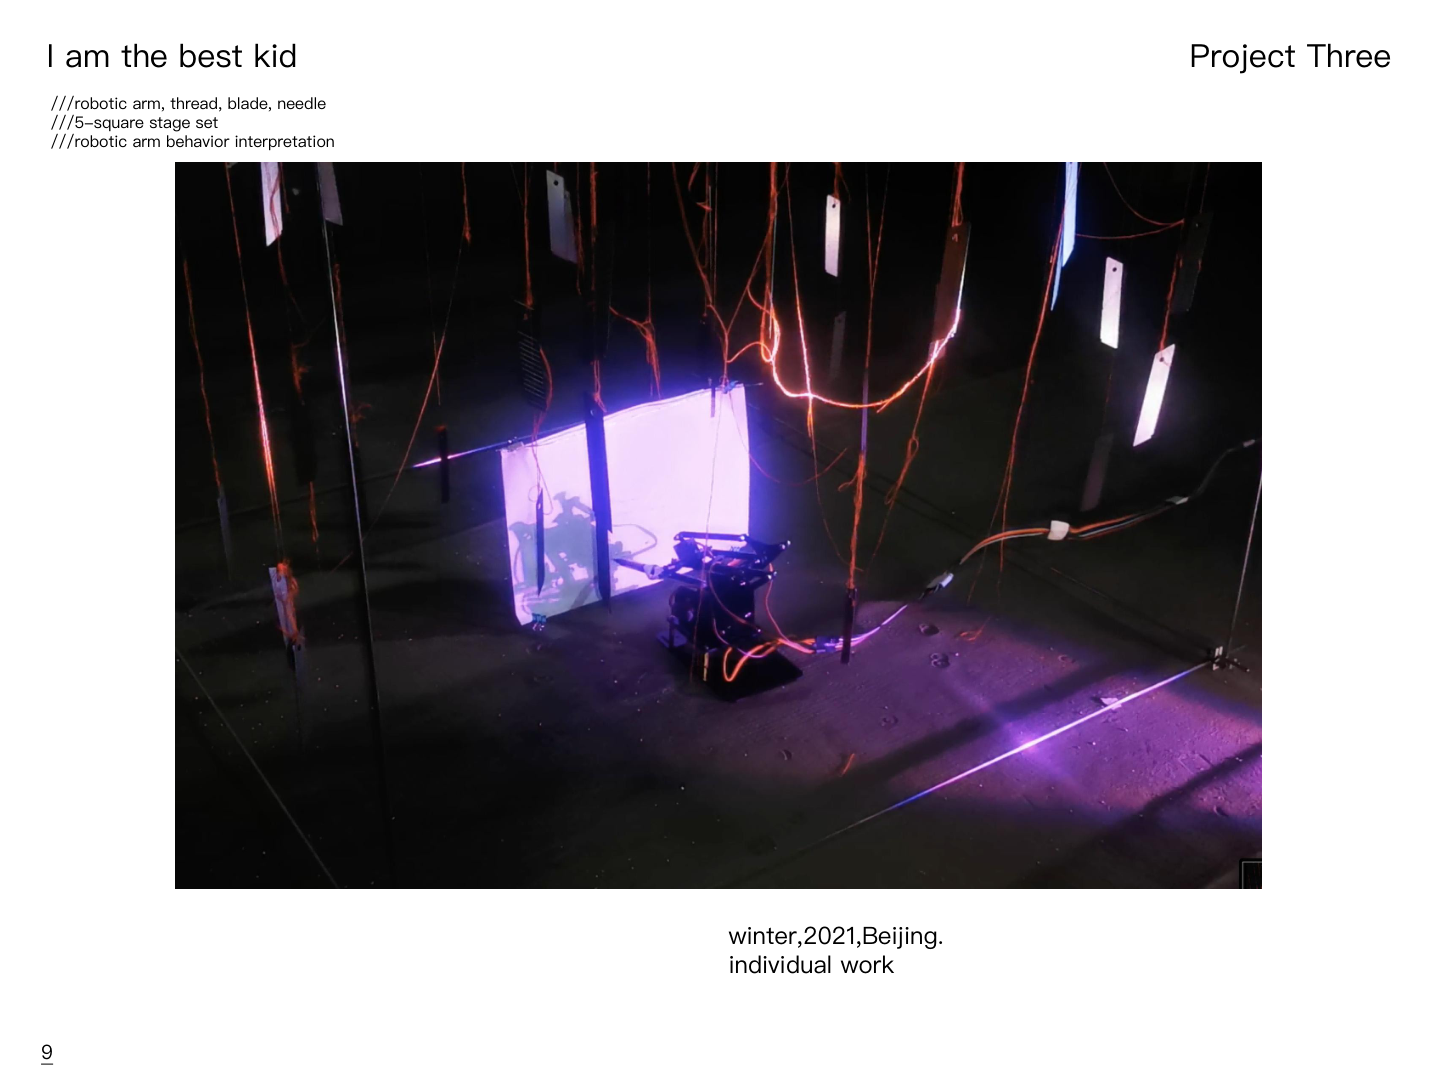 I am the best kid
Project Three
///robotic arm, thread, blade, needle
///5-square stage set
///robotic arm behavior interpretation
winter,2021,Beijing.
individual work
9